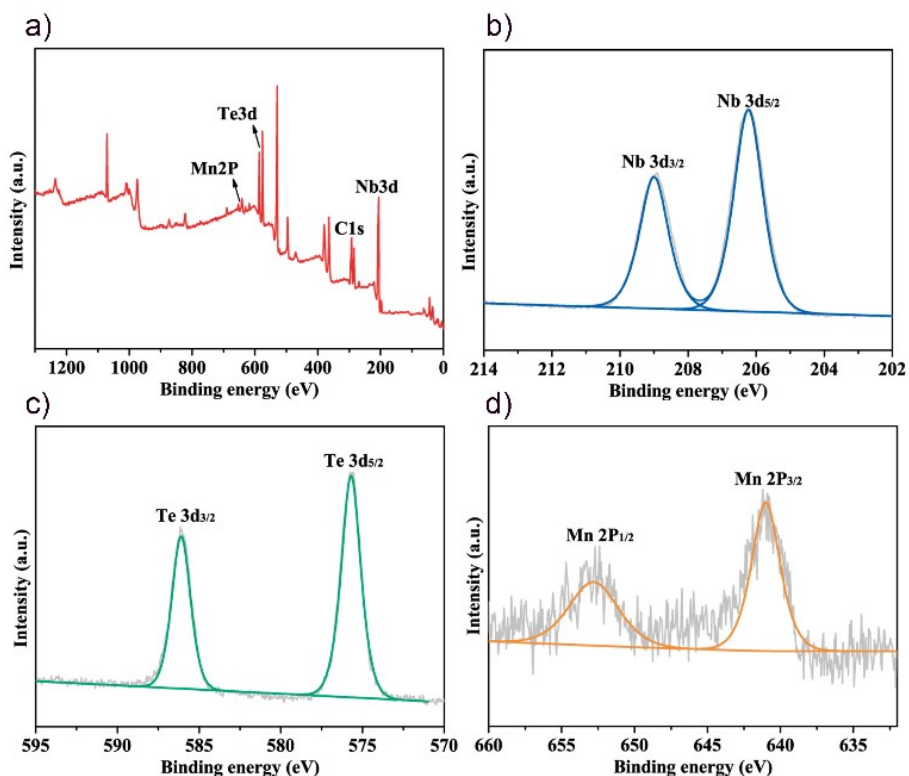 a)
Te3d
Mn2P
Nb3d
C1s
Intensity (a.u.)
1200 1000 800 600 400 200 0
Binding energy (eV)
b)
Nb 3d5/2
Nb 3d3/2
Intensity (a.u.)
214 212 210 208 206 204 202
Binding energy (eV)
c)
Te 3d5/2
Te 3d3/2
Intensity (a.u.)
595 590 585 580 575 570
Binding energy (eV)
d)
Mn 2P3/2
Mn 2P1/2
Intensity (a.u.)
660 655 650 645 640 635
Binding energy (eV)